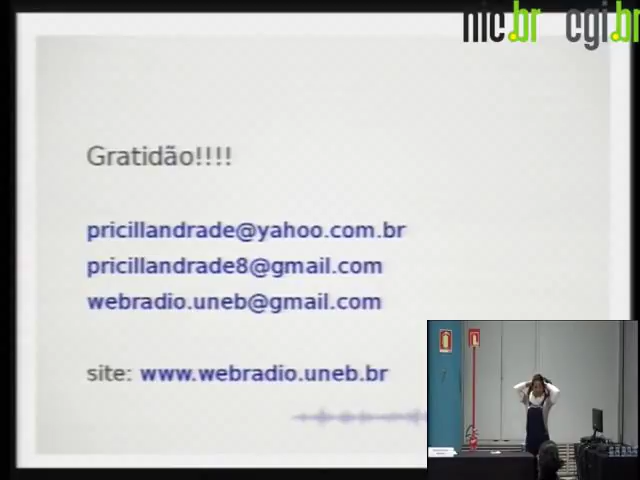 nic.br cgi.br
Gratidão!!!!
pricillandrade@yahoo.com.br
pricillandrade8@gmail.com
webradio.uneb@gmail.com
site: www.webradio.uneb.br